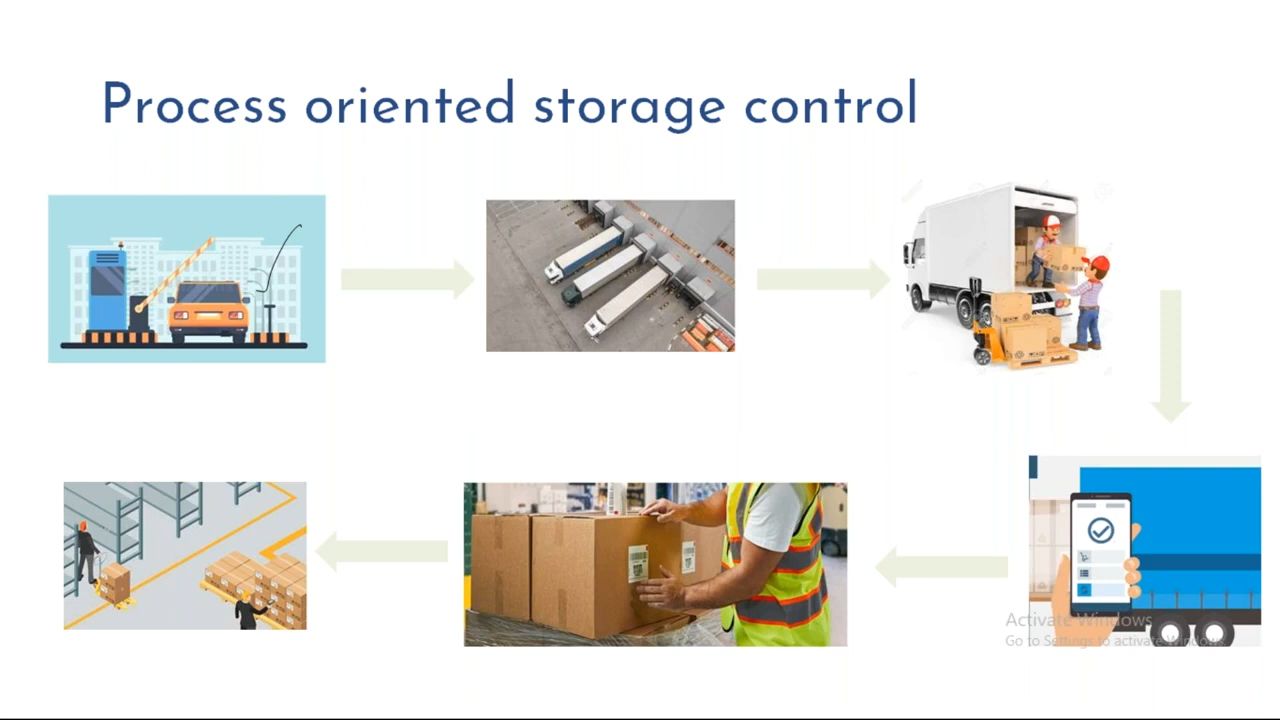 Process oriented storage control
Activate Windows
Go to Settings to activate Windows.